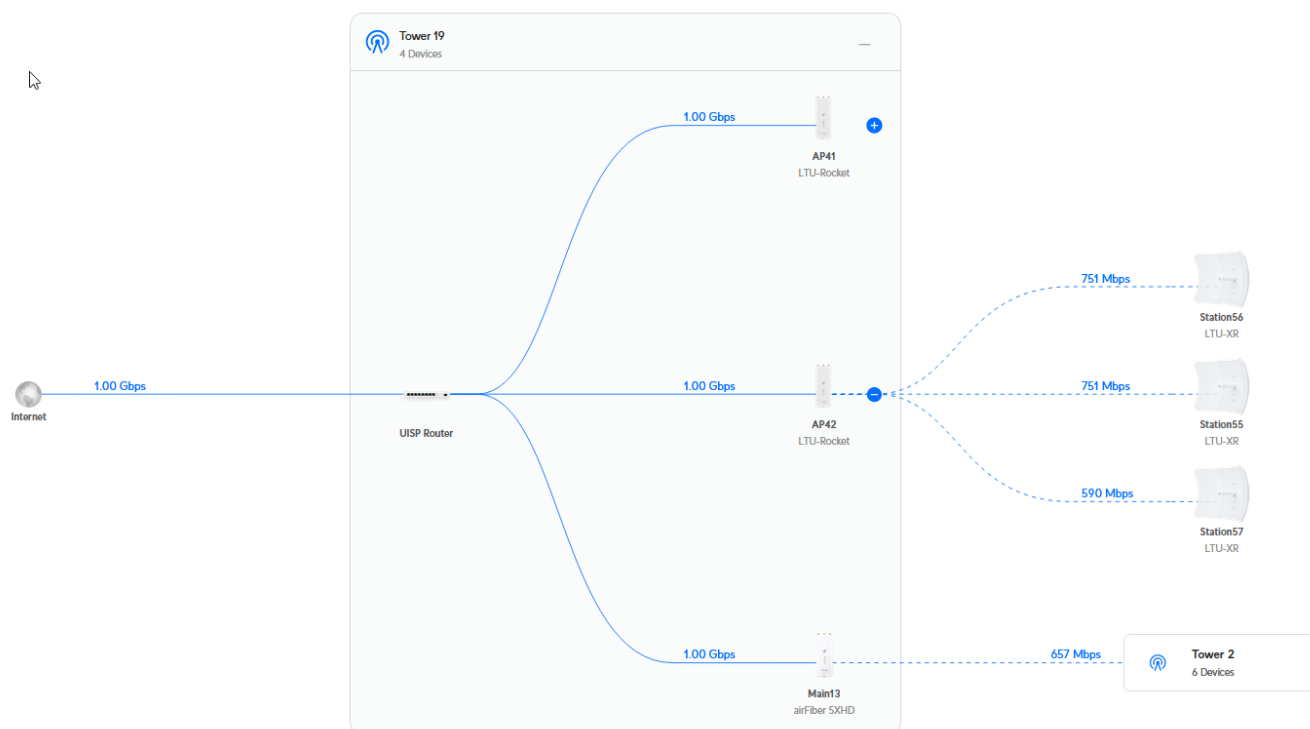 Tower 19
4 Devices
1.00 Gbps
AP41
LTU-Rocket
751 Mbps
Station56
LTU-XR
1.00 Gbps
Internet
UISP Router
1.00 Gbps
AP42
LTU-Rocket
751 Mbps
Station55
LTU-XR
590 Mbps
Station57
LTU-XR
1.00 Gbps
Main13
airFiber 5XHD
657 Mbps
Tower 2
6 Devices